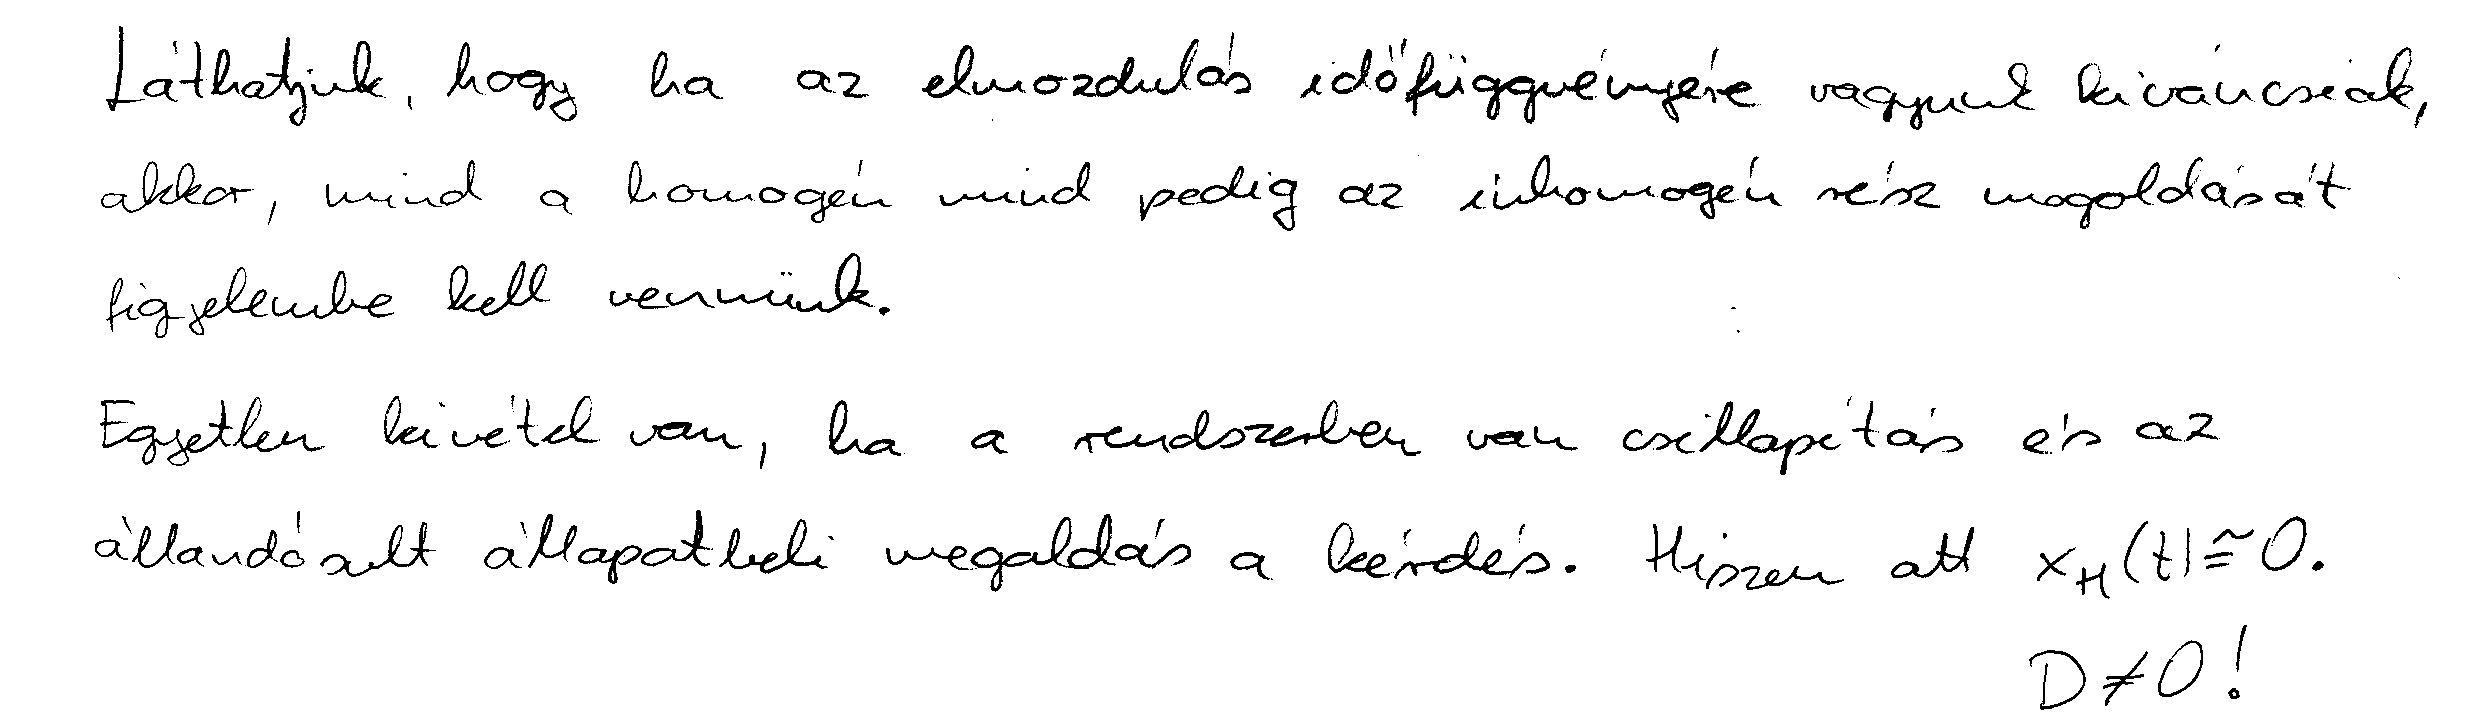 Láthatjuk, hogy ha az elmozdulás időfüggvényére vagyunk kiváncsiak,
akkor, mind a homogén mind pedig az inhomogén rész megoldását
figyelembe kell vennünk.
Egyetlen kivétel van, ha a rendszerben van csillapítás és az
állandósult állapotbeli megoldás a kérdés. Hiszen ott x_H(t)≅0.
D≠0!